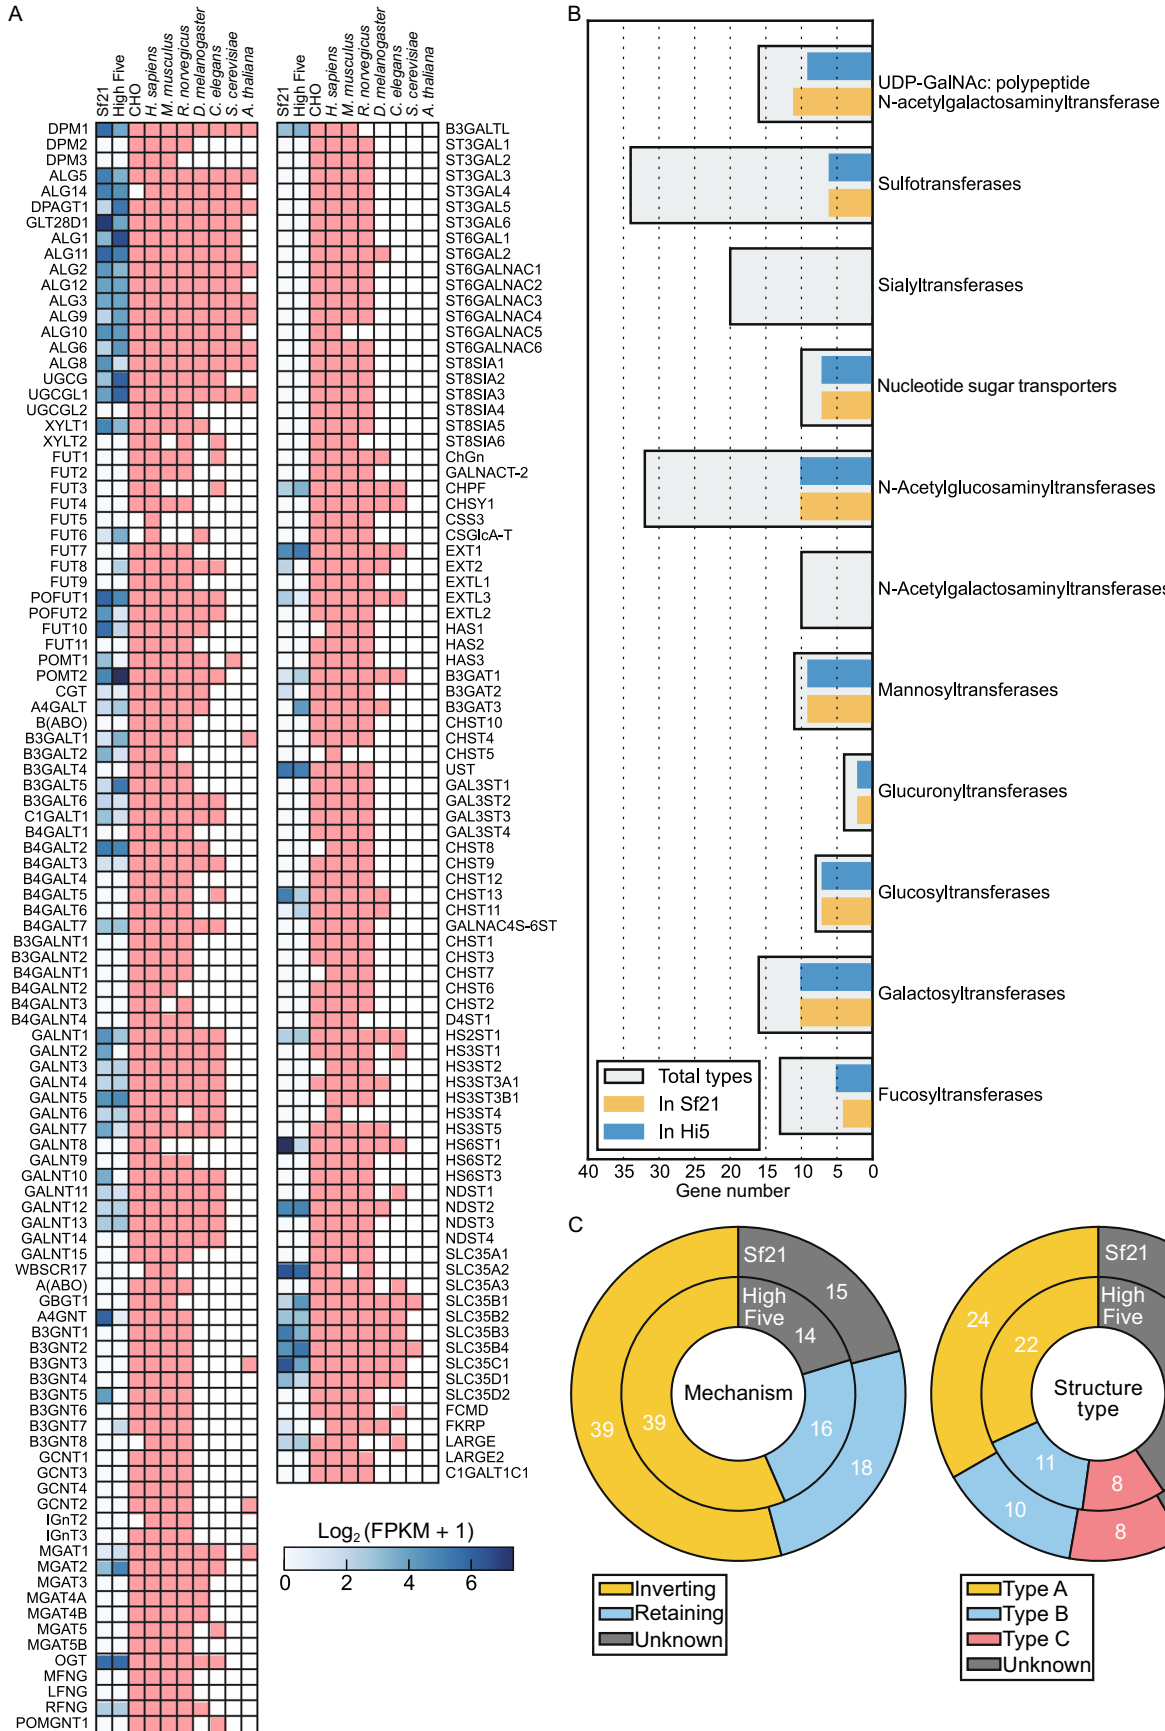 A
Sf21
High Five
CHO
H. sapiens
M. musculus
R. norvegicus
D. melanogaster
C. elegans
S. cerevisiae
A. thaliana
DPM1
DPM2
DPM3
ALG5
ALG14
DPAGT1
GLT28D1
ALG1
ALG11
ALG2
ALG12
ALG3
ALG9
ALG10
ALG6
ALG8
UGCG
UGCGL1
UGCGL2
XYLT1
XYLT2
FUT1
FUT2
FUT3
FUT4
FUT5
FUT6
FUT7
FUT8
FUT9
POFUT1
POFUT2
FUT10
FUT11
POMT1
POMT2
CGT
A4GALT
B(ABO)
B3GALT1
B3GALT2
B3GALT4
B3GALT5
B3GALT6
C1GALT1
B4GALT1
B4GALT2
B4GALT3
B4GALT4
B4GALT5
B4GALT6
B4GALT7
B3GALNT1
B3GALNT2
B4GALNT1
B4GALNT2
B4GALNT3
B4GALNT4
GALNT1
GALNT2
GALNT3
GALNT4
GALNT5
GALNT6
GALNT7
GALNT8
GALNT9
GALNT10
GALNT11
GALNT12
GALNT13
GALNT14
GALNT15
WBSCR17
A(ABO)
GBGT1
A4GNT
B3GNT1
B3GNT2
B3GNT3
B3GNT4
B3GNT5
B3GNT6
B3GNT7
B3GNT8
GCNT1
GCNT3
GCNT4
GCNT2
IGnT2
IGnT3
MGAT1
MGAT2
MGAT3
MGAT4A
MGAT4B
MGAT5
MGAT5B
OGT
MFNG
LFNG
RFNG
POMGNT1
Sf21
High Five
CHO
H. sapiens
M. musculus
R. norvegicus
D. melanogaster
C. elegans
S. cerevisiae
A. thaliana
B3GALTL
ST3GAL1
ST3GAL2
ST3GAL3
ST3GAL4
ST3GAL5
ST3GAL6
ST6GAL1
ST6GAL2
ST6GALNAC1
ST6GALNAC2
ST6GALNAC3
ST6GALNAC4
ST6GALNAC5
ST6GALNAC6
ST8SIA1
ST8SIA2
ST8SIA3
ST8SIA4
ST8SIA5
ST8SIA6
ChGn
GALNACT-2
CHPF
CHSY1
CSS3
CSGlcA-T
EXT1
EXT2
EXTL1
EXTL3
EXTL2
HAS1
HAS2
HAS3
B3GAT1
B3GAT2
B3GAT3
CHST10
CHST4
CHST5
UST
GAL3ST1
GAL3ST2
GAL3ST3
GAL3ST4
CHST8
CHST9
CHST12
CHST13
CHST11
GALNAC4S-6ST
CHST1
CHST3
CHST7
CHST6
CHST2
D4ST1
HS2ST1
HS3ST1
HS3ST2
HS3ST3A1
HS3ST3B1
HS3ST4
HS3ST5
HS6ST1
HS6ST2
HS6ST3
NDST1
NDST2
NDST3
NDST4
SLC35A1
SLC35A2
SLC35A3
SLC35B1
SLC35B2
SLC35B3
SLC35B4
SLC35C1
SLC35D1
SLC35D2
FCMD
FKRP
LARGE
LARGE2
C1GALT1C1
Log2 (FPKM + 1)
0 2 4 6
B
UDP-GalNAc: polypeptide
N-acetylgalactosaminyltransferase
Sulfotransferases
Sialyltransferases
Nucleotide sugar transporters
N-Acetylglucosaminyltransferases
N-Acetylgalactosaminyltransferases
Mannosyltransferases
Glucuronyltransferases
Glucosyltransferases
Galactosyltransferases
Fucosyltransferases
Total types
In Sf21
In Hi5
40 35 30 25 20 15 10 5 0
Gene number
C
Sf21
15
High
Five
14
Mechanism
39
39
16
18
Inverting
Retaining
Unknown
Sf21
High
Five
24
22
Structure
type
11
8
10
8
Type A
Type B
Type C
Unknown